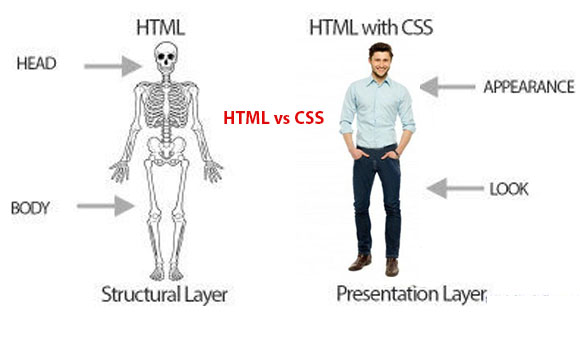 HTML
HTML with CSS
HEAD
APPEARANCE
HTML vs CSS
BODY
LOOK
Structural Layer
Presentation Layer